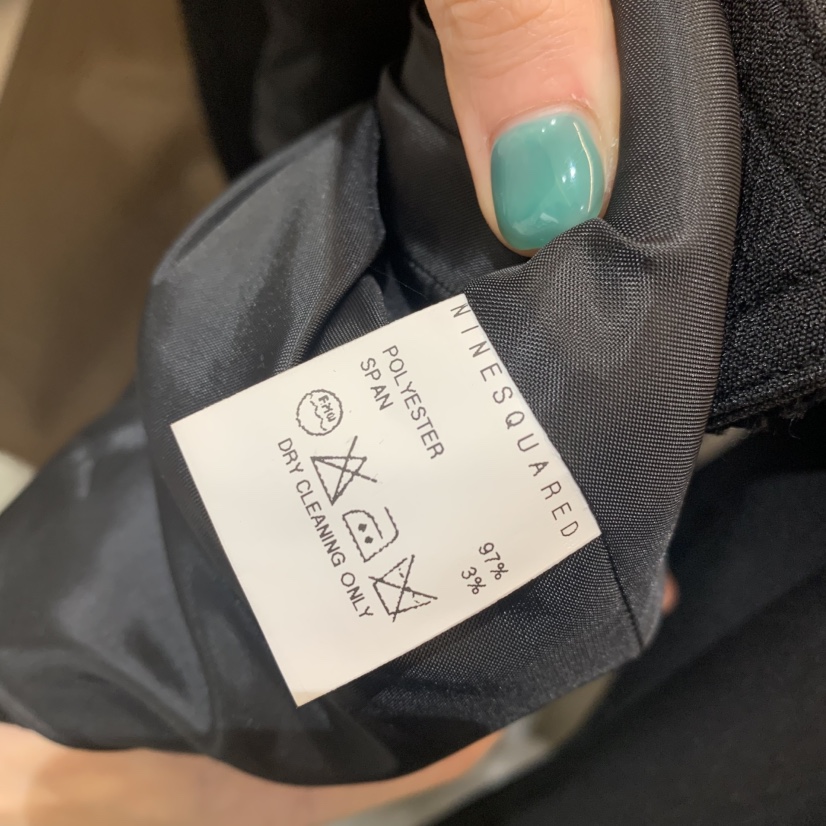 NINESQUARED
POLYESTER 97%
SPAN 3%
DRY CLEANING ONLY